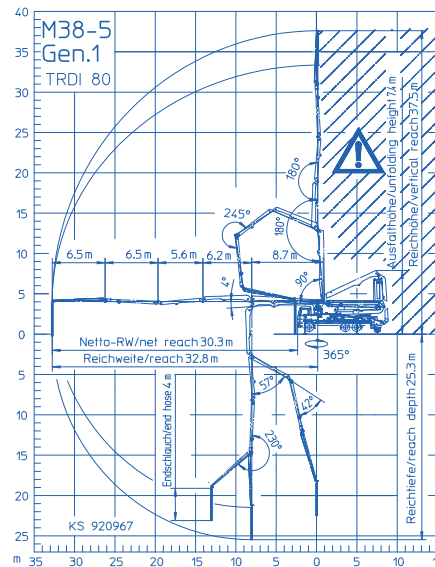 40
M38-5
Gen.1
TRDI 80
35
30
25
20
15
10
5
0
5
10
15
20
25
m
35
30
25
20
15
10
5
0
5
10
180°
245°
180°
90°
4°
6.5m
6.5m
5.6m
6.2m
8.7m
Netto-RW/net reach 30.3m
Reichweite/reach 32.8m
365°
57°
42°
230°
Endschlauch/end hose 4m
Ausfalthöhe/unfolding height 7.4m
Reichhöhe/vertical reach 37.5m
Reichtiefe/reach depth 25.3m
KS 920967